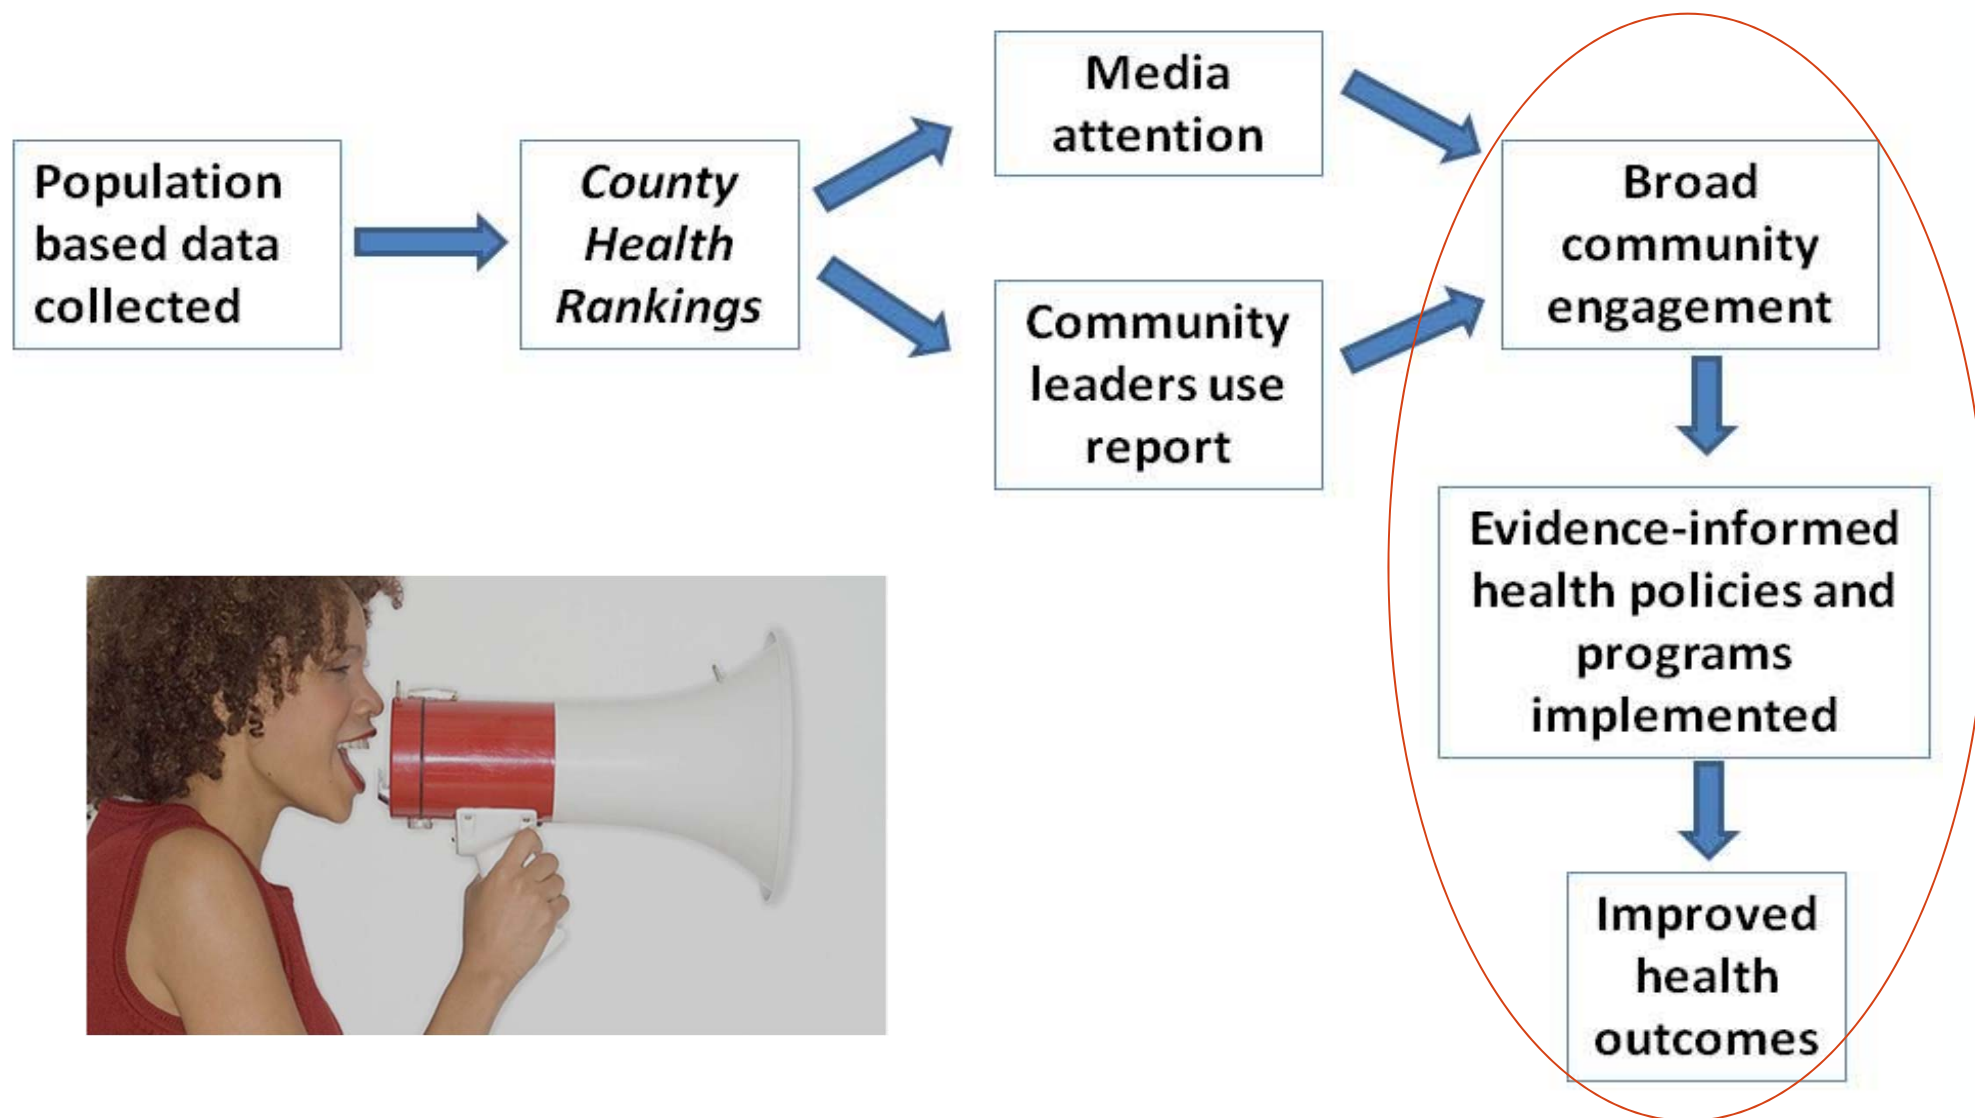 Population
based data
collected
County
Health
Rankings
Media
attention
Community
leaders use
report
Broad
community
engagement
Evidence-informed
health policies and
programs
implemented
Improved
health
outcomes